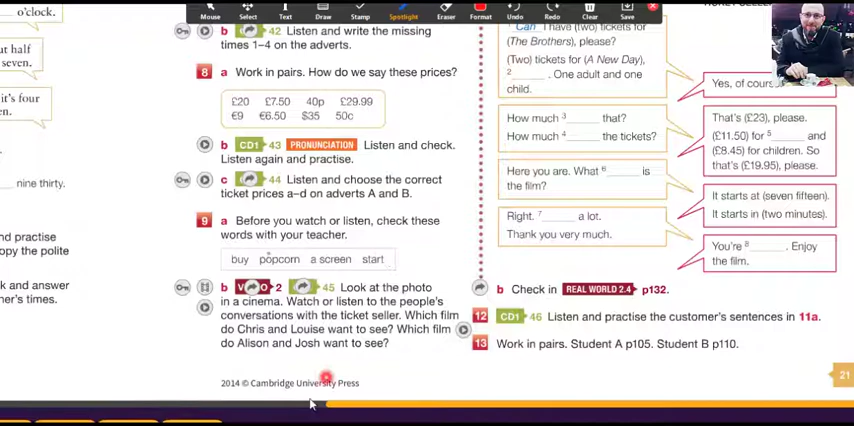 Mouse Select Text Draw Stamp Spotlight Eraser Format Undo Redo Clear Save
o'clock.
ut half
seven.
it's four
en.
nine thirty.
nd practise
opy the polite
k and answer
ner's times.
b 42 Listen and write the missing
times 1–4 on the adverts.
8 a Work in pairs. How do we say these prices?
£20 £7.50 40p £29.99
€9 €6.50 $35 50c
b CD1 43 PRONUNCIATION Listen and check.
Listen again and practise.
c 44 Listen and choose the correct
ticket prices a–d on adverts A and B.
9 a Before you watch or listen, check these
words with your teacher.
buy popcorn a screen start
b 2 45 Look at the photo
in a cinema. Watch or listen to the people's
conversations with the ticket seller. Which film
do Chris and Louise want to see? Which film
do Alison and Josh want to see?
2014 © Cambridge University Press
Can I have (two) tickets for
(The Brothers), please?
(Two) tickets for (A New Day),
2 ______. One adult and one
child.
Yes, of cours
How much 3 ______ that?
How much 4 ______ the tickets?
That's (£23), please.
(£11.50) for 5 ______ and
(£8.45) for children. So
that's (£19.95), please.
Here you are. What 6 ______ is
the film?
It starts at (seven fifteen).
It starts in (two minutes).
Right. 7 ______ a lot.
Thank you very much.
You're 8 ______. Enjoy
the film.
b Check in REAL WORLD 2.4 p132.
12 CD1 46 Listen and practise the customer's sentences in 11a.
13 Work in pairs. Student A p105. Student B p110.
21